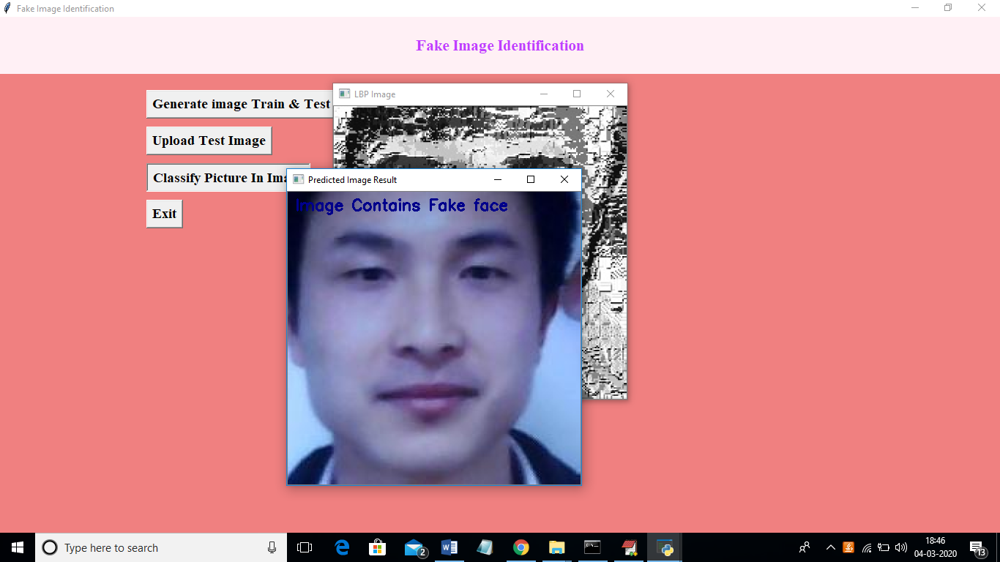 Fake Image Identification
Fake Image Identification
Generate image Train & Test
LBP Image
Upload Test Image
Classify Picture In Ima
Predicted Image Result
Image Contains Fake face
Exit
Type here to search
2
18:46
04-03-2020
13